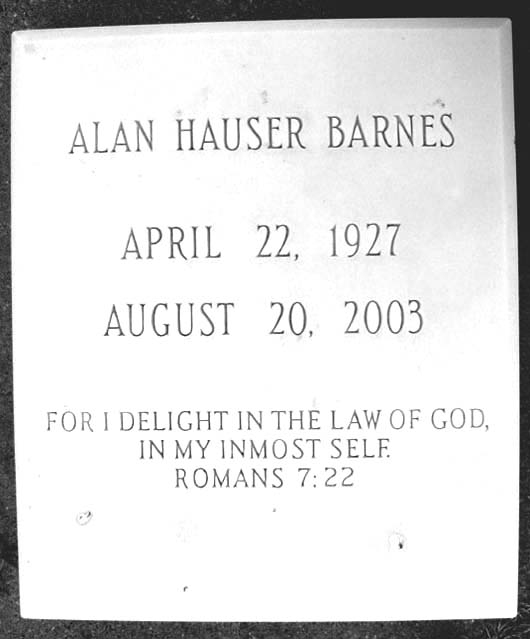 ALAN HAUSER BARNES
APRIL 22, 1927
AUGUST 20, 2003
FOR I DELIGHT IN THE LAW OF GOD,
IN MY INMOST SELF.
ROMANS 7:22